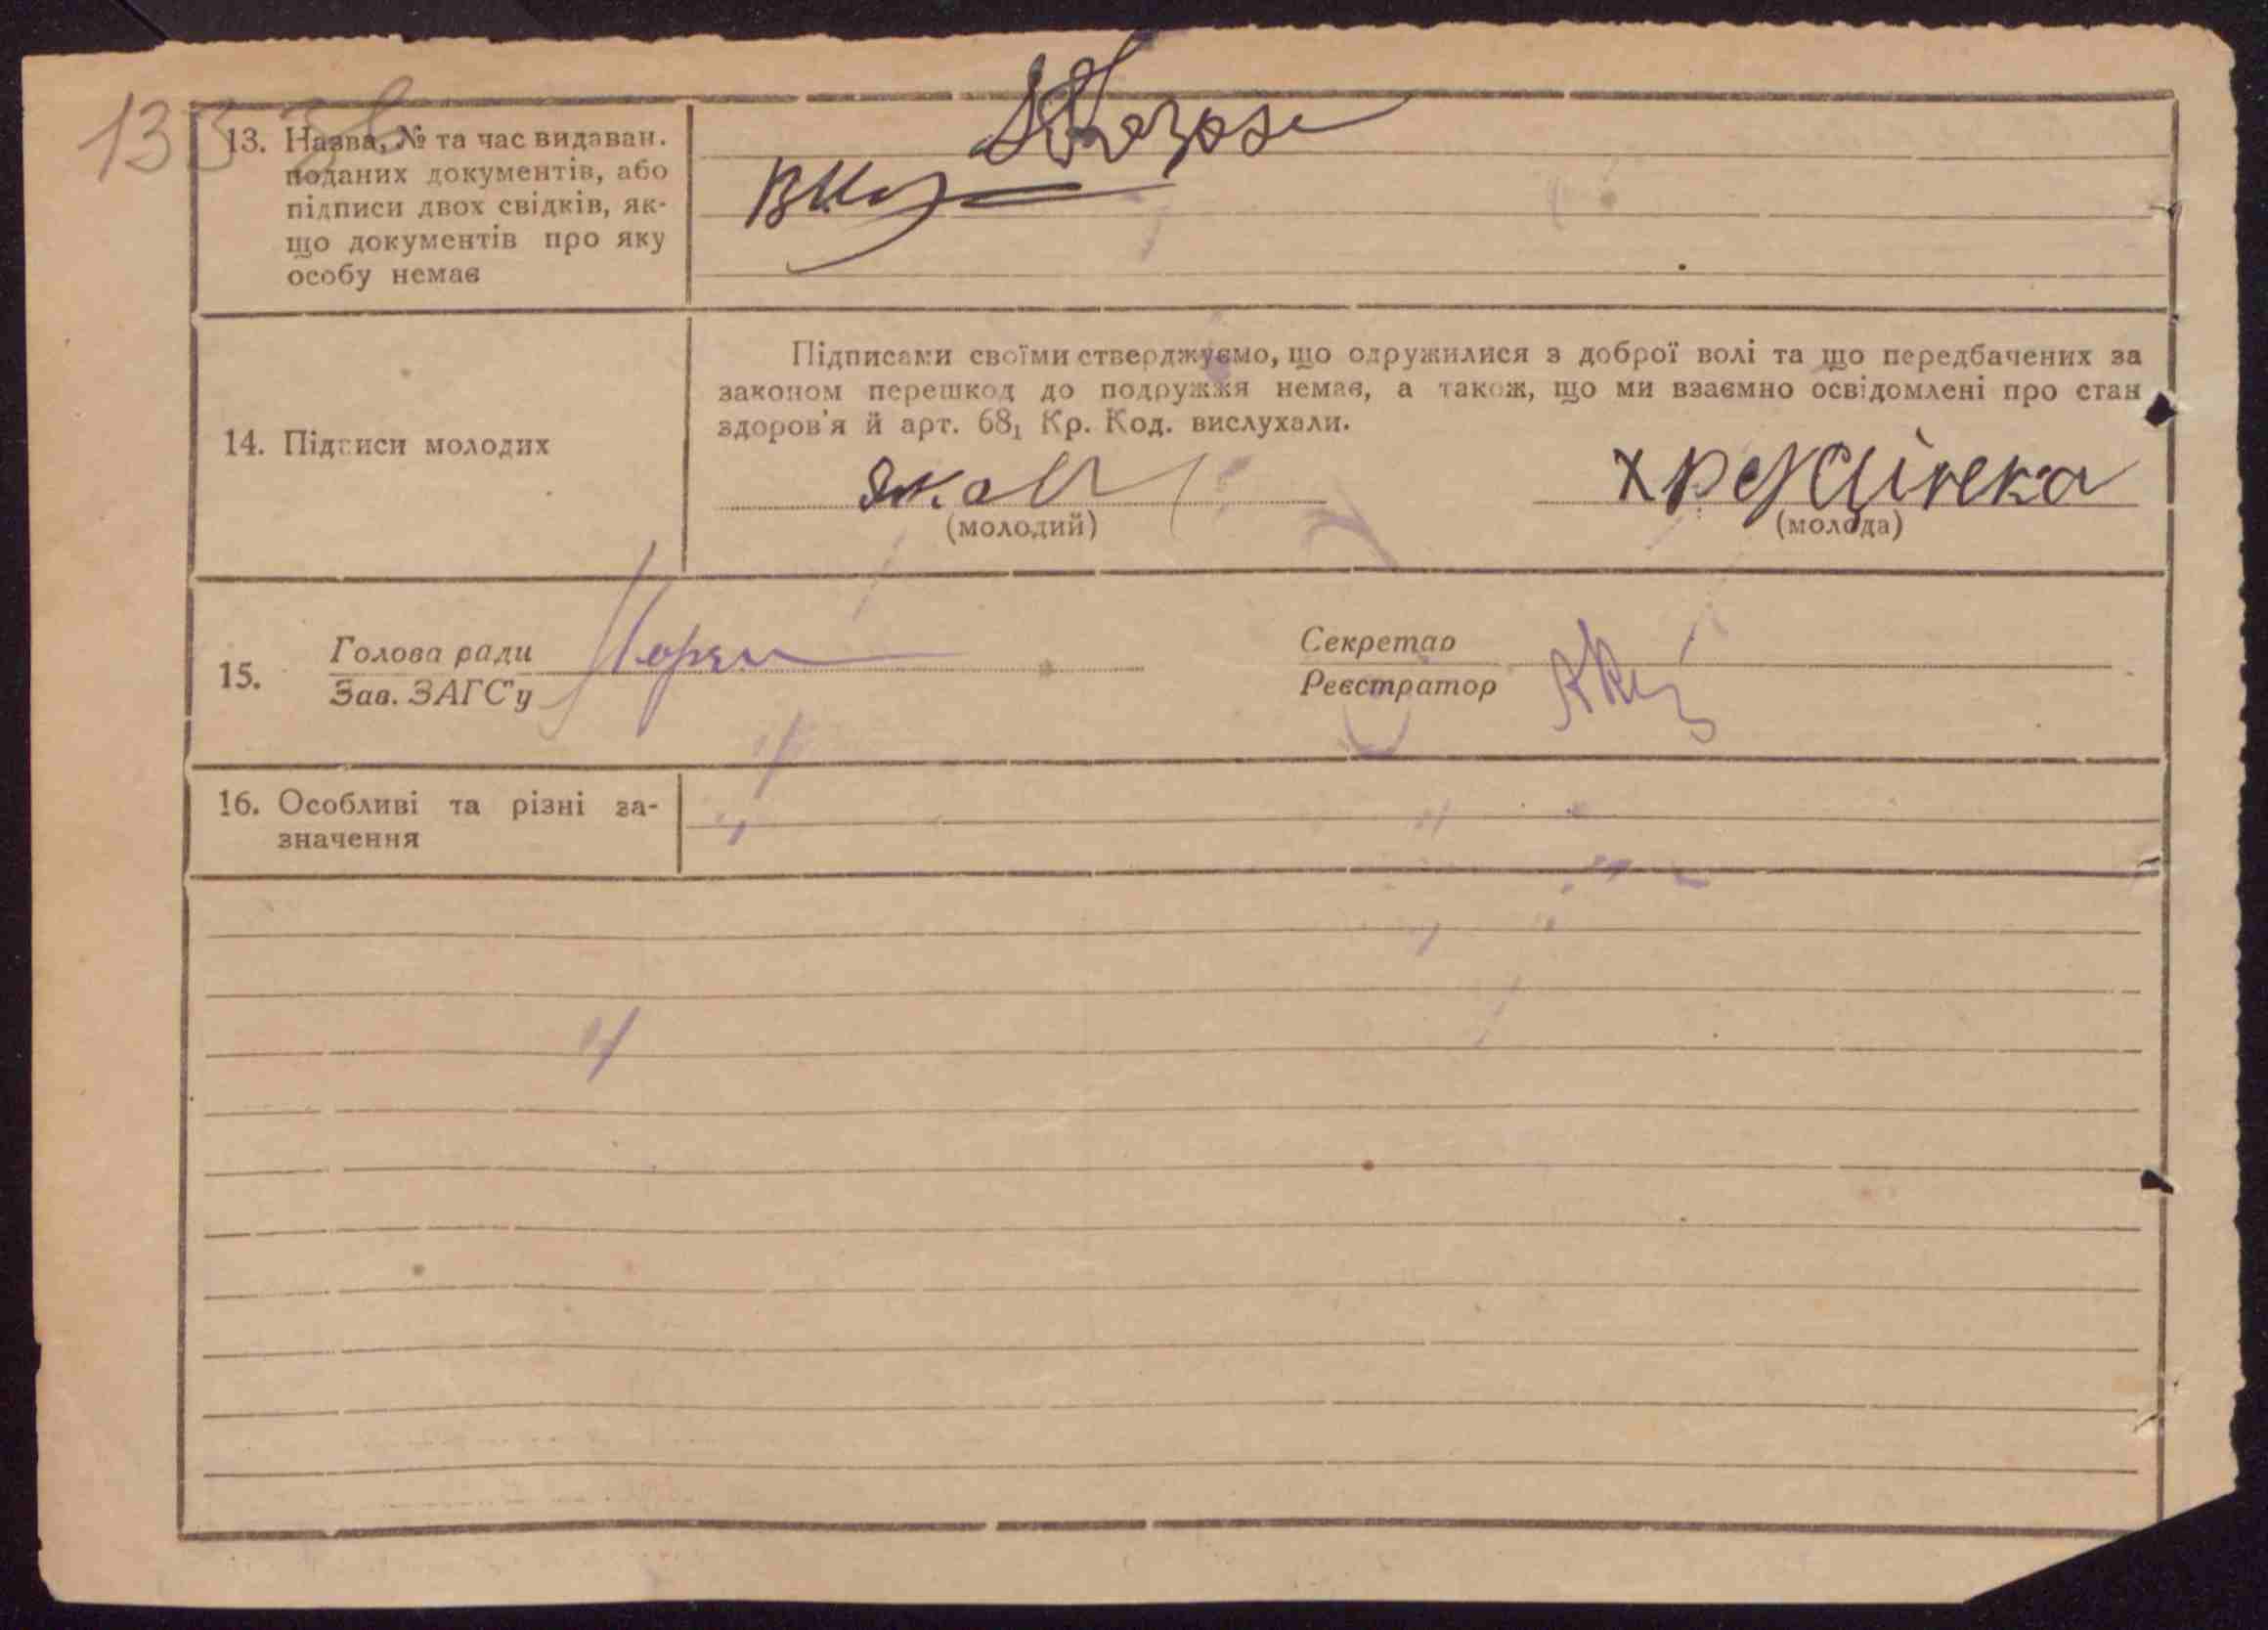 133 зв
13. Назва, № та час видаван.
поданих документів, або
підписи двох свідків, як-
що документів про яку
особу немає
14. Підписи молодих
Підписами своїми стверджуємо, що одружилися з доброї волі та що передбачених за
законом перешкод до подружжя немає, а також, що ми взаємно освідомлені про стан
здоров'я й арт. 68₁ Кр. Код. вислухали.
(молодий)
(молода)
15.
Голова ради
Зав. ЗАГС'у
Секретар
Реєстратор
16. Особливі та різні за-
значення